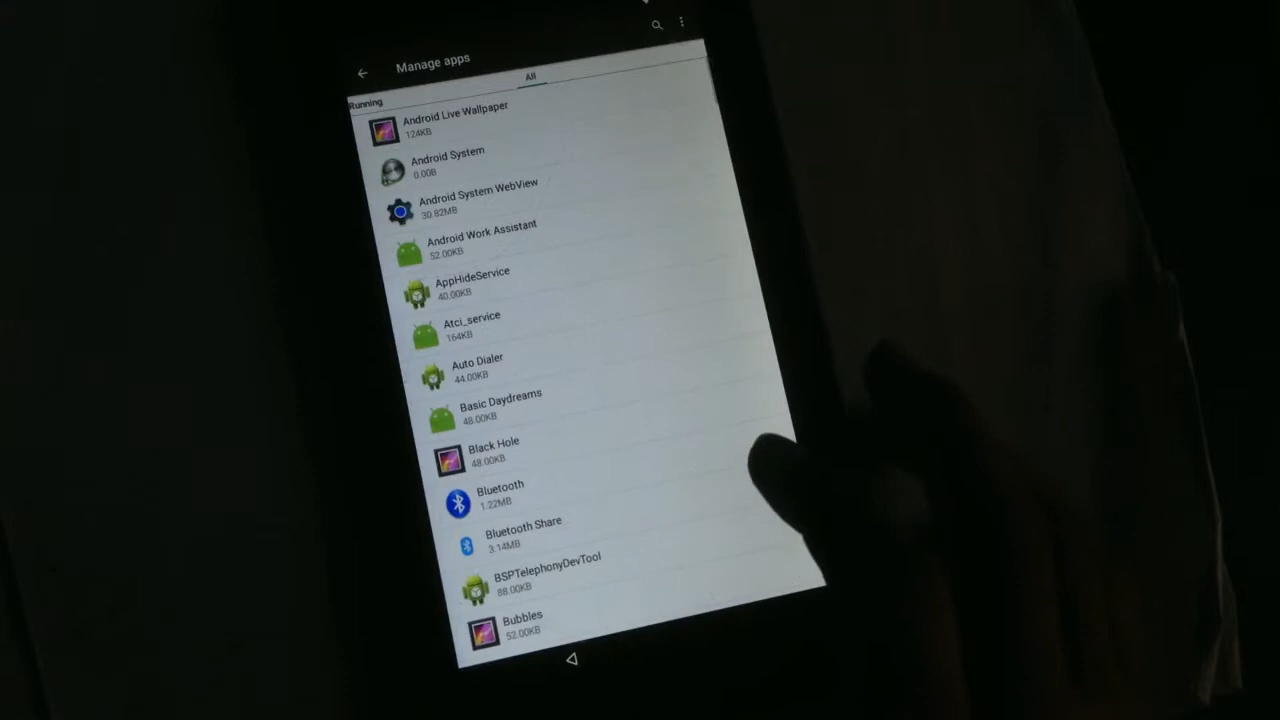 Manage apps
Running
All
Android Live Wallpaper
124KB
Android System
0.00B
Android System WebView
30.82MB
Android Work Assistant
52.00KB
AppHideService
40.00KB
Atci_service
164KB
Auto Dialer
44.00KB
Basic Daydreams
48.00KB
Black Hole
48.00KB
Bluetooth
1.22MB
Bluetooth Share
3.14MB
BSPTelephonyDevTool
88.00KB
Bubbles
52.00KB